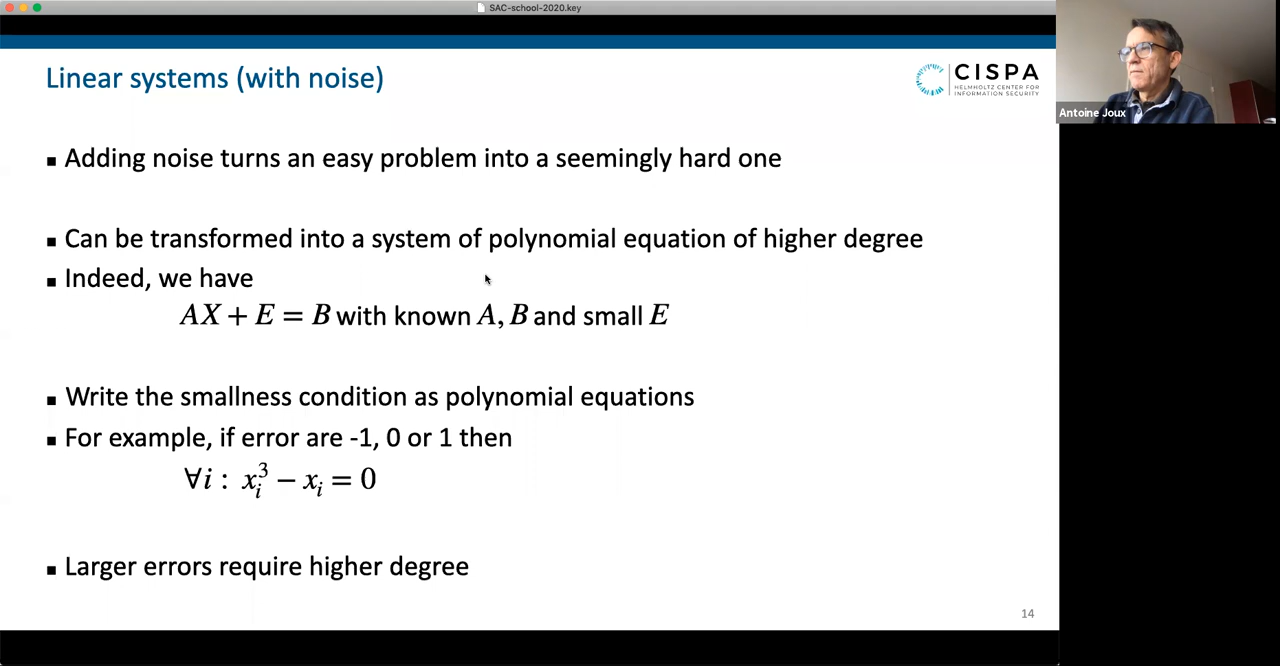 SAC-school-2020.key
Linear systems (with noise)
CISPA
HELMHOLTZ CENTER FOR
INFORMATION SECURITY
Antoine Joux
▪ Adding noise turns an easy problem into a seemingly hard one
▪ Can be transformed into a system of polynomial equation of higher degree
▪ Indeed, we have
AX + E = B with known A, B and small E
▪ Write the smallness condition as polynomial equations
▪ For example, if error are -1, 0 or 1 then
∀i : x_i^3 − x_i = 0
▪ Larger errors require higher degree
14